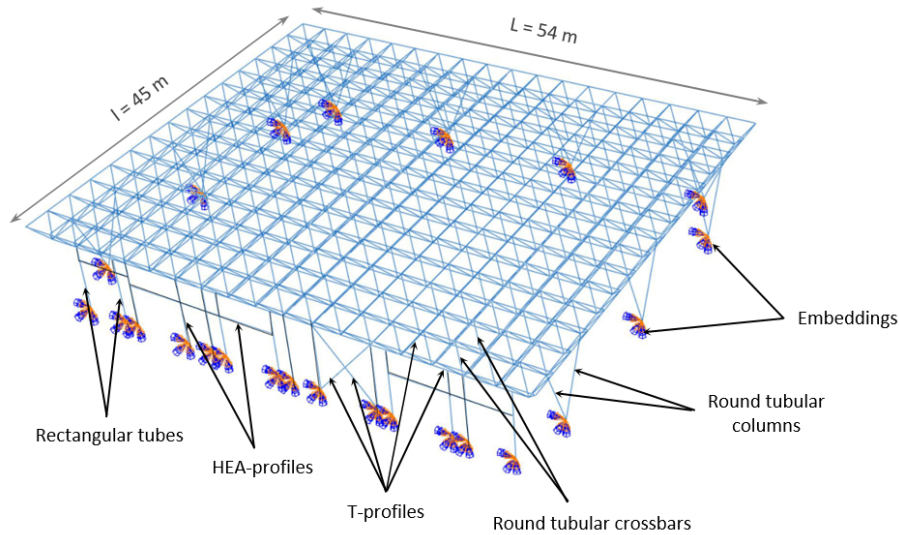 L = 54 m
l = 45 m
Embeddings
Round tubular
columns
Rectangular tubes
HEA-profiles
T-profiles
Round tubular crossbars